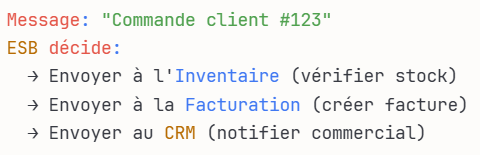 Message: "Commande client #123"
ESB décide:
→ Envoyer à l'Inventaire (vérifier stock)
→ Envoyer à la Facturation (créer facture)
→ Envoyer au CRM (notifier commercial)